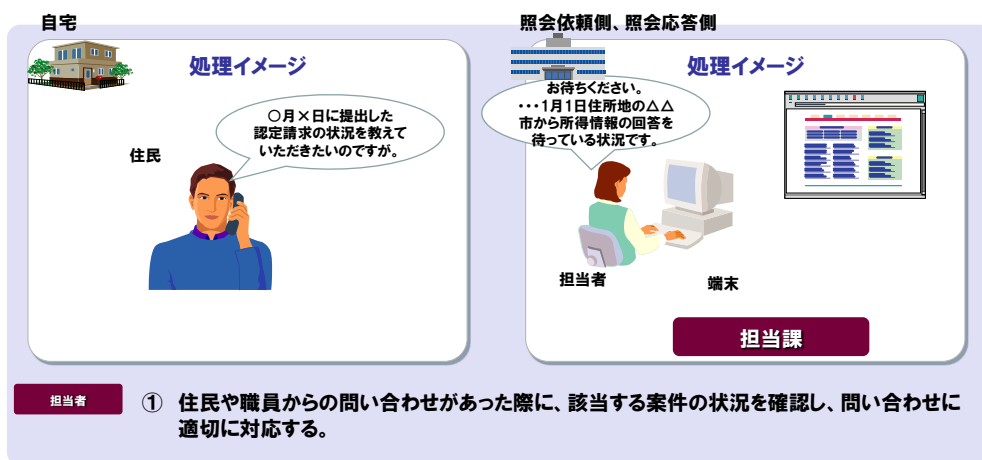 自宅
処理イメージ
○月×日に提出した
認定請求の状況を教えて
いただきたいのですが。
住民
照会依頼側、照会応答側
処理イメージ
お待ちください。
・・・1月1日住所地の△△
市から所得情報の回答を
待っている状況です。
担当者
端末
担当課
担当者
① 住民や職員からの問い合わせがあった際に、該当する案件の状況を確認し、問い合わせに
適切に対応する。